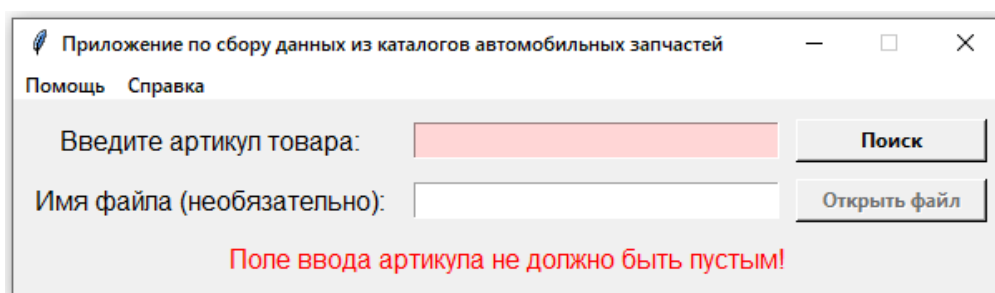 Приложение по сбору данных из каталогов автомобильных запчастей
Помощь Справка
Введите артикул товара: Поиск
Имя файла (необязательно): Открыть файл
Поле ввода артикула не должно быть пустым!